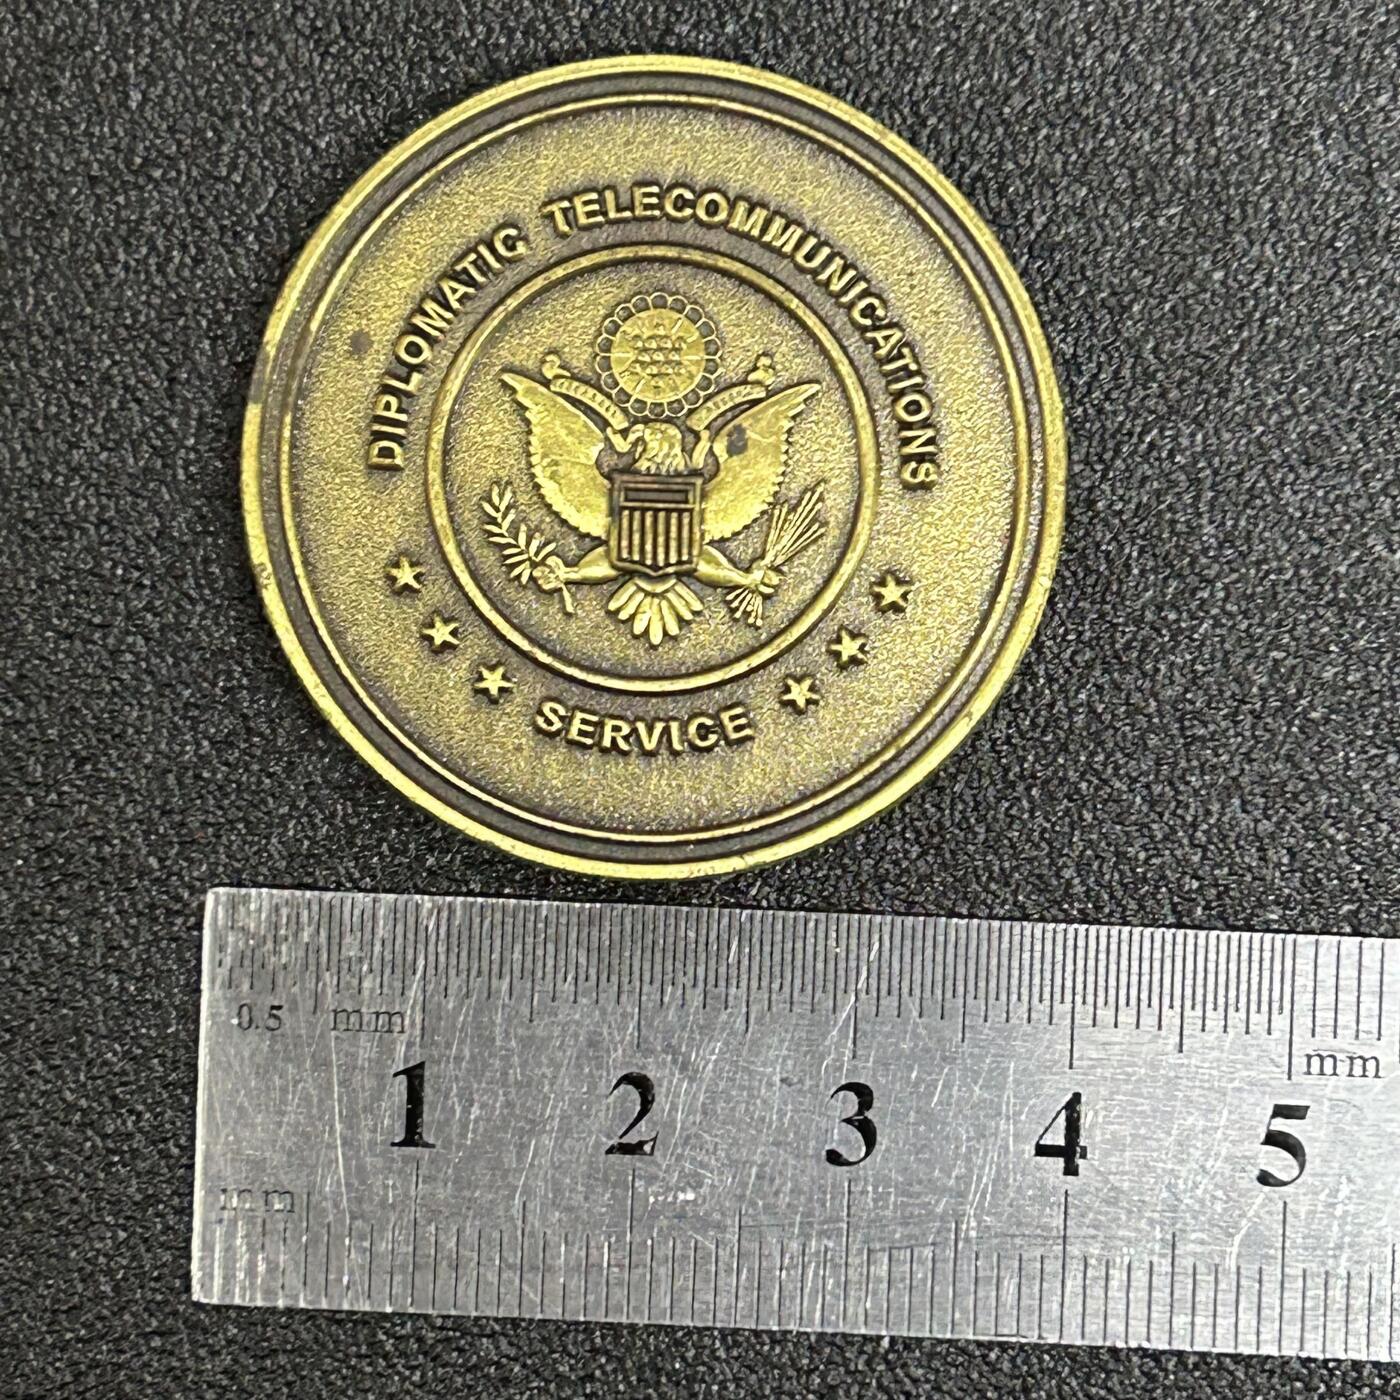 DIPLOMATIC TELECOMMUNICATIONS
SERVICE
0.5 mm
mm
1 2 3 4 5
mm